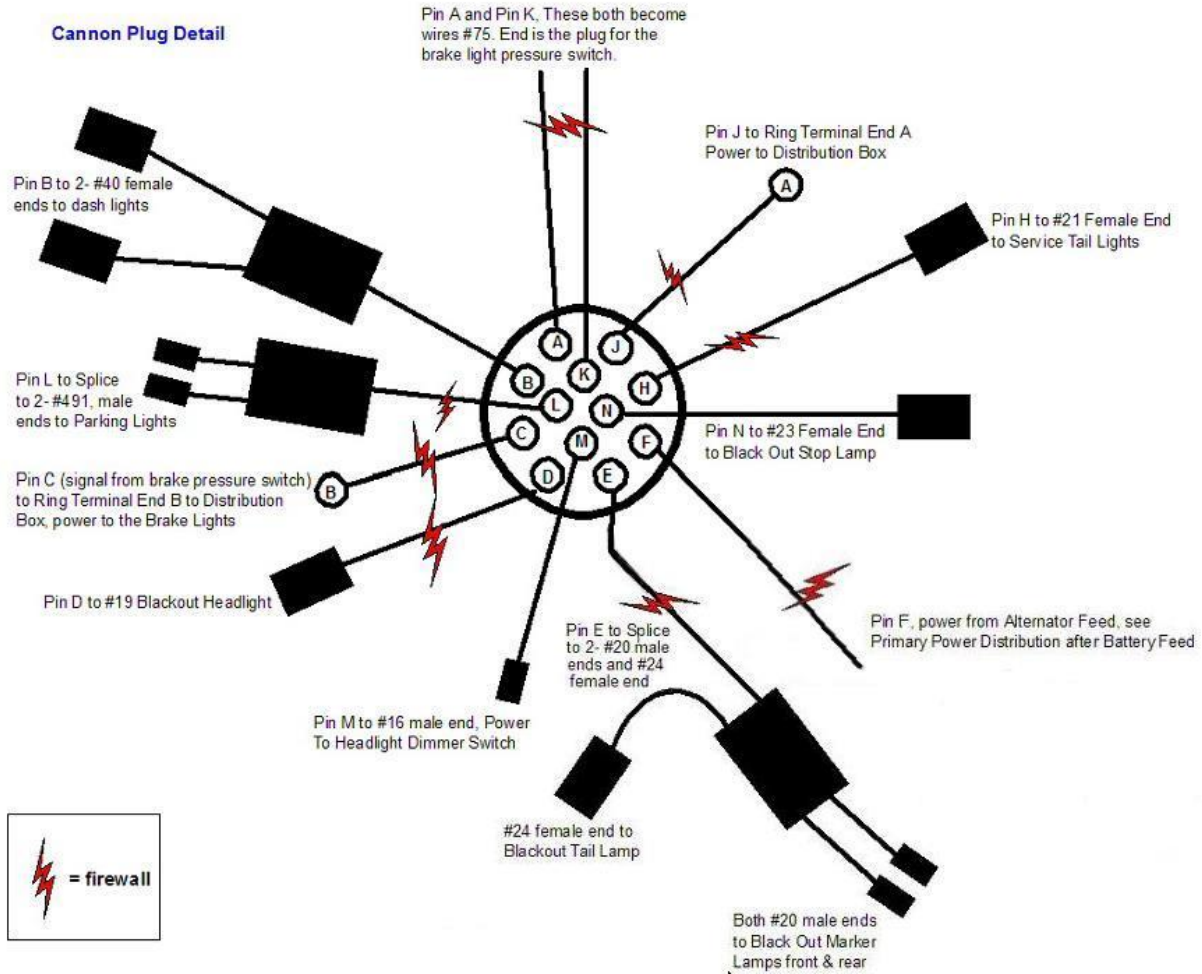 Cannon Plug Detail
Pin A and Pin K, These both become
wires #75. End is the plug for the
brake light pressure switch.
Pin J to Ring Terminal End A
Power to Distribution Box
A
Pin B to 2- #40 female
ends to dash lights
Pin H to #21 Female End
to Service Tail Lights
A
J
K
B
H
L
N
C
M
F
D
E
Pin L to Splice
to 2- #491, male
ends to Parking Lights
Pin N to #23 Female End
to Black Out Stop Lamp
Pin C (signal from brake pressure switch)
to Ring Terminal End B to Distribution
Box, power to the Brake Lights
B
Pin D to #19 Blackout Headlight
Pin F, power from Alternator Feed, see
Primary Power Distribution after Battery Feed
Pin E to Splice
to 2- #20 male
ends and #24
female end
Pin M to #16 male end, Power
To Headlight Dimmer Switch
#24 female end to
Blackout Tail Lamp
= firewall
Both #20 male ends
to Black Out Marker
Lamps front & rear